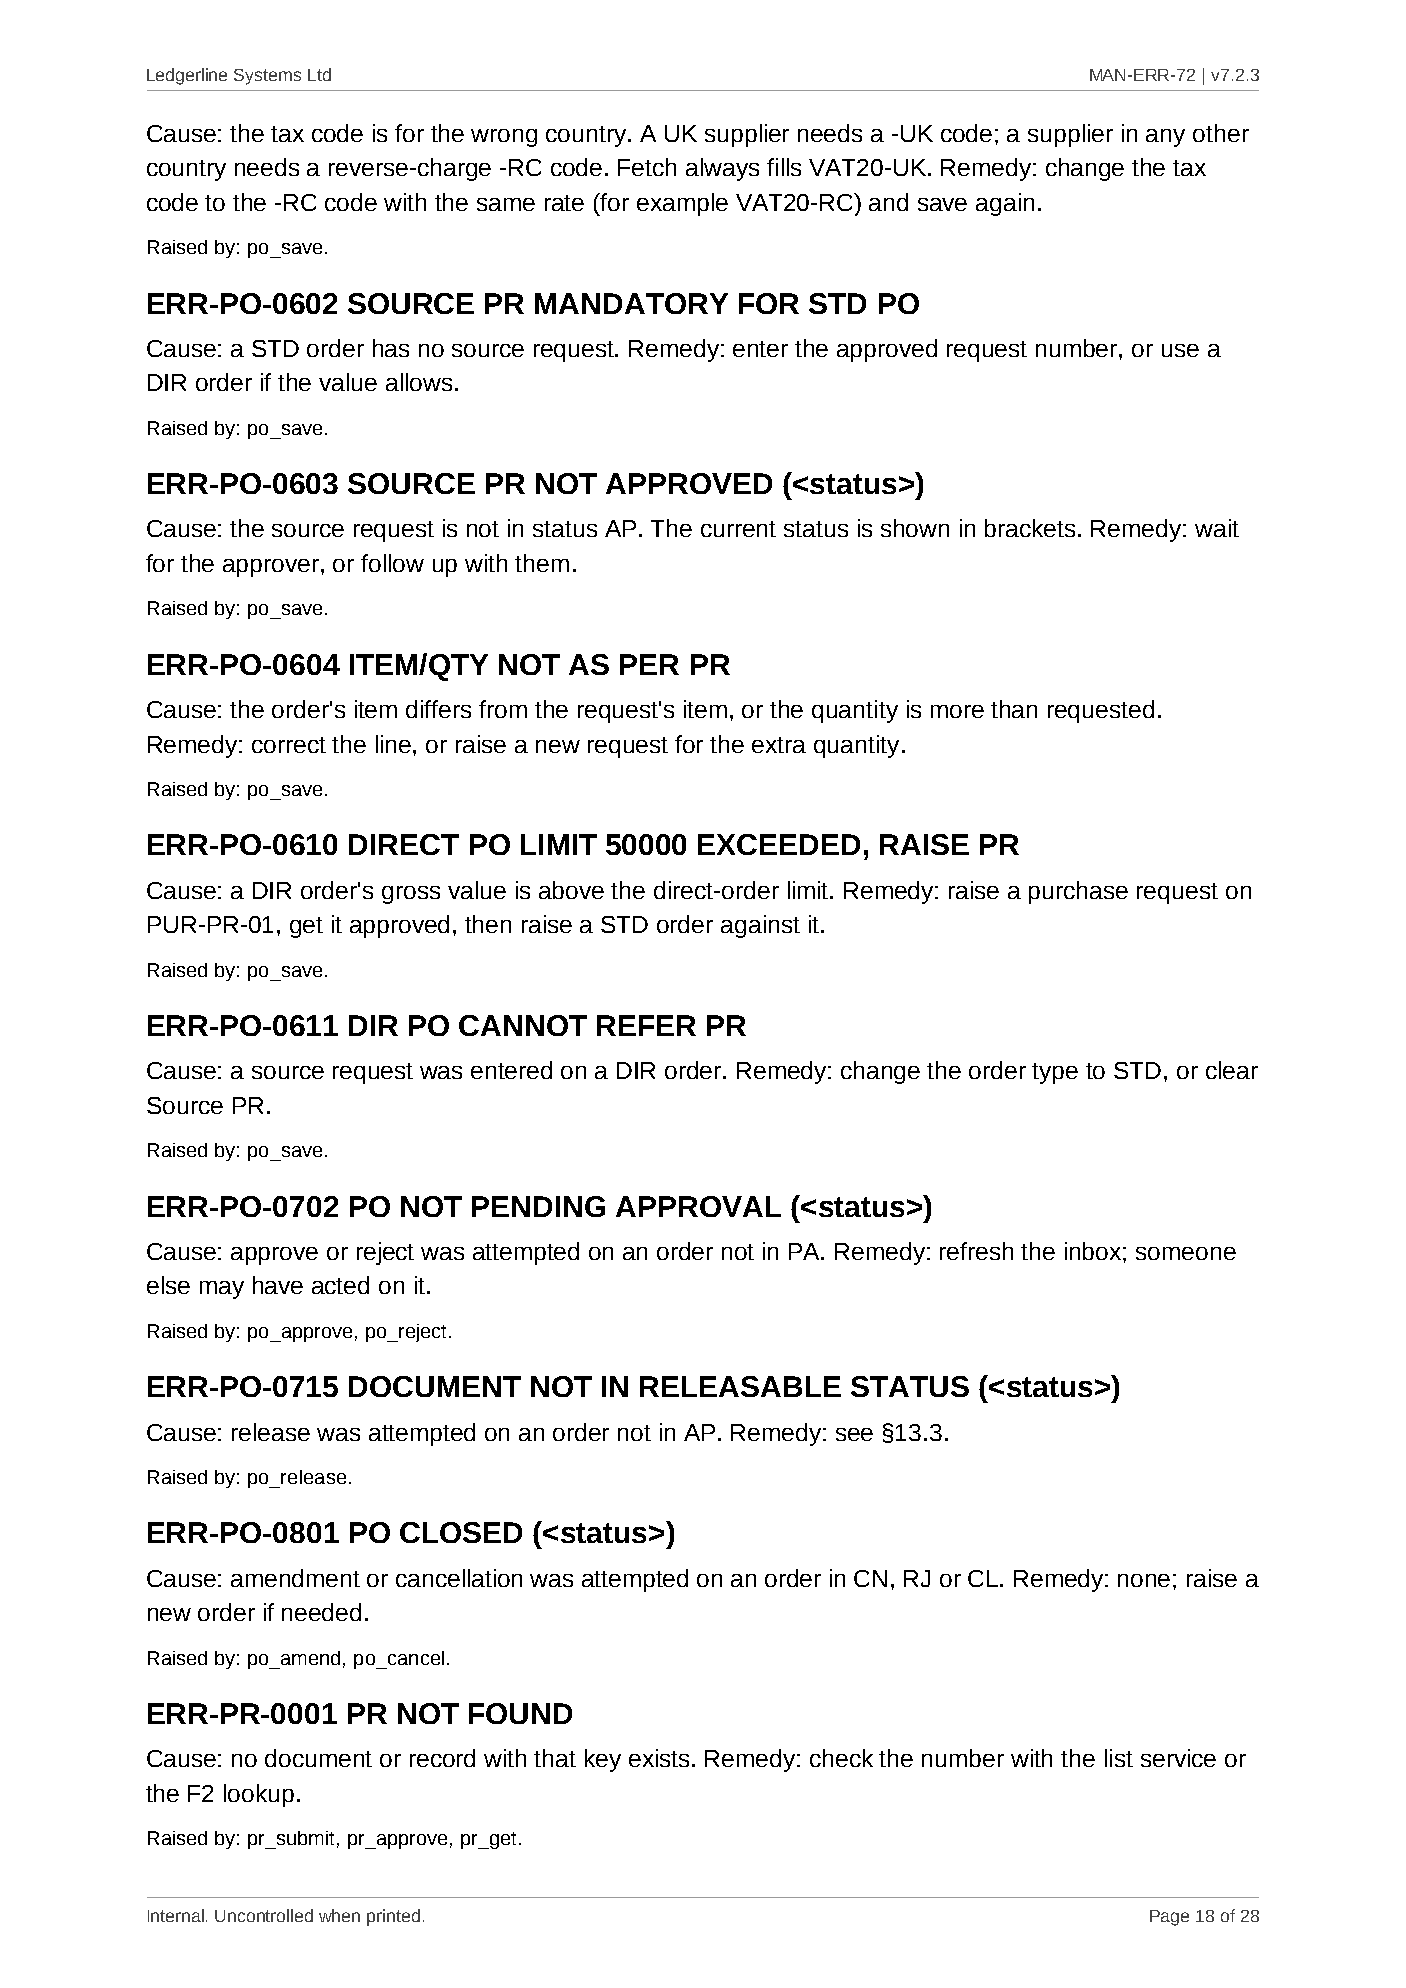 Ledgerline Systems Ltd
MAN-ERR-72 | v7.2.3
Cause: the tax code is for the wrong country. A UK supplier needs a -UK code; a supplier in any other
country needs a reverse-charge -RC code. Fetch always fills VAT20-UK. Remedy: change the tax
code to the -RC code with the same rate (for example VAT20-RC) and save again.
Raised by: po_save.
ERR-PO-0602 SOURCE PR MANDATORY FOR STD PO
Cause: a STD order has no source request. Remedy: enter the approved request number, or use a
DIR order if the value allows.
Raised by: po_save.
ERR-PO-0603 SOURCE PR NOT APPROVED (<status>)
Cause: the source request is not in status AP. The current status is shown in brackets. Remedy: wait
for the approver, or follow up with them.
Raised by: po_save.
ERR-PO-0604 ITEM/QTY NOT AS PER PR
Cause: the order's item differs from the request's item, or the quantity is more than requested.
Remedy: correct the line, or raise a new request for the extra quantity.
Raised by: po_save.
ERR-PO-0610 DIRECT PO LIMIT 50000 EXCEEDED, RAISE PR
Cause: a DIR order's gross value is above the direct-order limit. Remedy: raise a purchase request on
PUR-PR-01, get it approved, then raise a STD order against it.
Raised by: po_save.
ERR-PO-0611 DIR PO CANNOT REFER PR
Cause: a source request was entered on a DIR order. Remedy: change the order type to STD, or clear
Source PR.
Raised by: po_save.
ERR-PO-0702 PO NOT PENDING APPROVAL (<status>)
Cause: approve or reject was attempted on an order not in PA. Remedy: refresh the inbox; someone
else may have acted on it.
Raised by: po_approve, po_reject.
ERR-PO-0715 DOCUMENT NOT IN RELEASABLE STATUS (<status>)
Cause: release was attempted on an order not in AP. Remedy: see §13.3.
Raised by: po_release.
ERR-PO-0801 PO CLOSED (<status>)
Cause: amendment or cancellation was attempted on an order in CN, RJ or CL. Remedy: none; raise a
new order if needed.
Raised by: po_amend, po_cancel.
ERR-PR-0001 PR NOT FOUND
Cause: no document or record with that key exists. Remedy: check the number with the list service or
the F2 lookup.
Raised by: pr_submit, pr_approve, pr_get.
Internal. Uncontrolled when printed.
Page 18 of 28